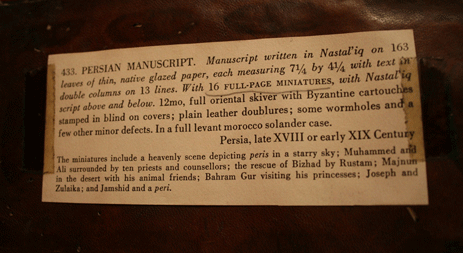 433. PERSIAN MANUSCRIPT. Manuscript written in Nastal'iq on 163
leaves of thin, native glazed paper, each measuring 7¼ by 4¼ with text in
double columns on 13 lines. With 16 FULL-PAGE MINIATURES, with Nastal'iq
script above and below. 12mo, full oriental skiver with Byzantine cartouches
stamped in blind on covers; plain leather doublures; some wormholes and a
few other minor defects. In a full levant morocco solander case.
Persia, late XVIII or early XIX Century
The miniatures include a heavenly scene depicting peris in a starry sky; Muhammed and
Ali surrounded by ten priests and counsellors; the rescue of Bizhad by Rustam; Majnun
in the desert with his animal friends; Bahram Gur visiting his princesses; Joseph and
Zulaika; and Jamshid and a peri.